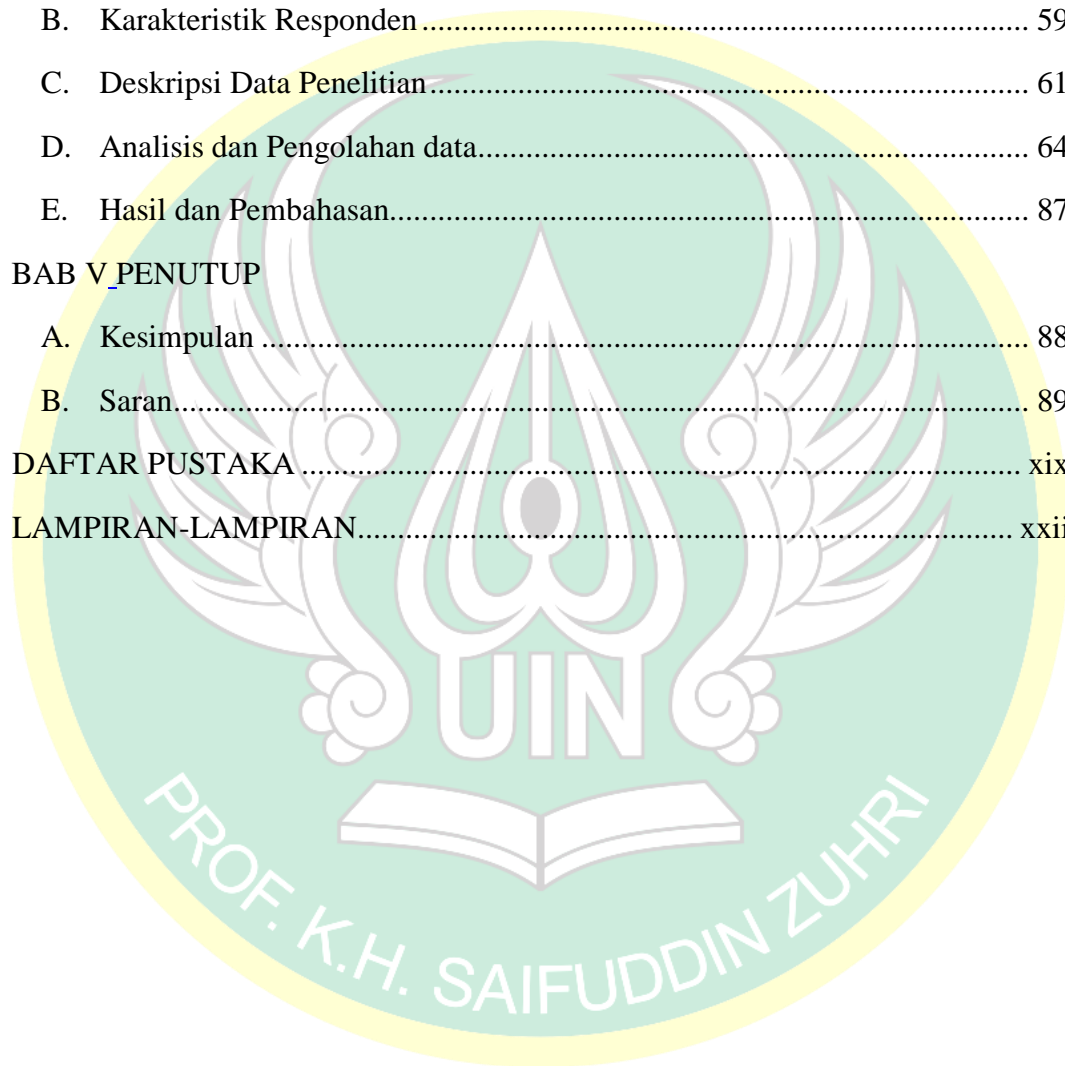 B. Karakteristik Responden ........................................................................... 59
C. Deskripsi Data Penelitian .......................................................................... 61
D. Analisis dan Pengolahan data .................................................................... 64
E. Hasil dan Pembahasan ............................................................................... 87
BAB V PENUTUP
A. Kesimpulan ............................................................................................... 88
B. Saran .......................................................................................................... 89
DAFTAR PUSTAKA ......................................................................................... xix
LAMPIRAN-LAMPIRAN ................................................................................. xxii
UIN
PROF. K.H. SAIFUDDIN ZUHRI